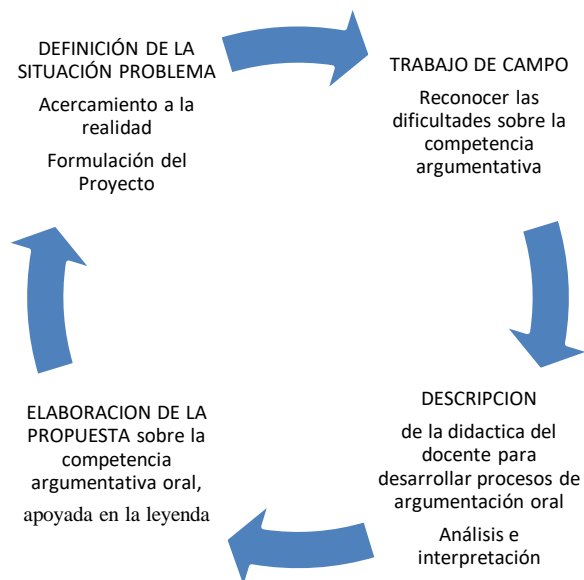 DEFINICIÓN DE LA
SITUACIÓN PROBLEMA
Acercamiento a la
realidad
Formulación del
Proyecto
TRABAJO DE CAMPO
Reconocer las
dificultades sobre la
competencia
argumentativa
DESCRIPCION
de la didactica del
docente para
desarrollar procesos de
argumentación oral
Análisis e
interpretación
ELABORACION DE LA
PROPUESTA sobre la
competencia
argumentativa oral,
apoyada en la leyenda